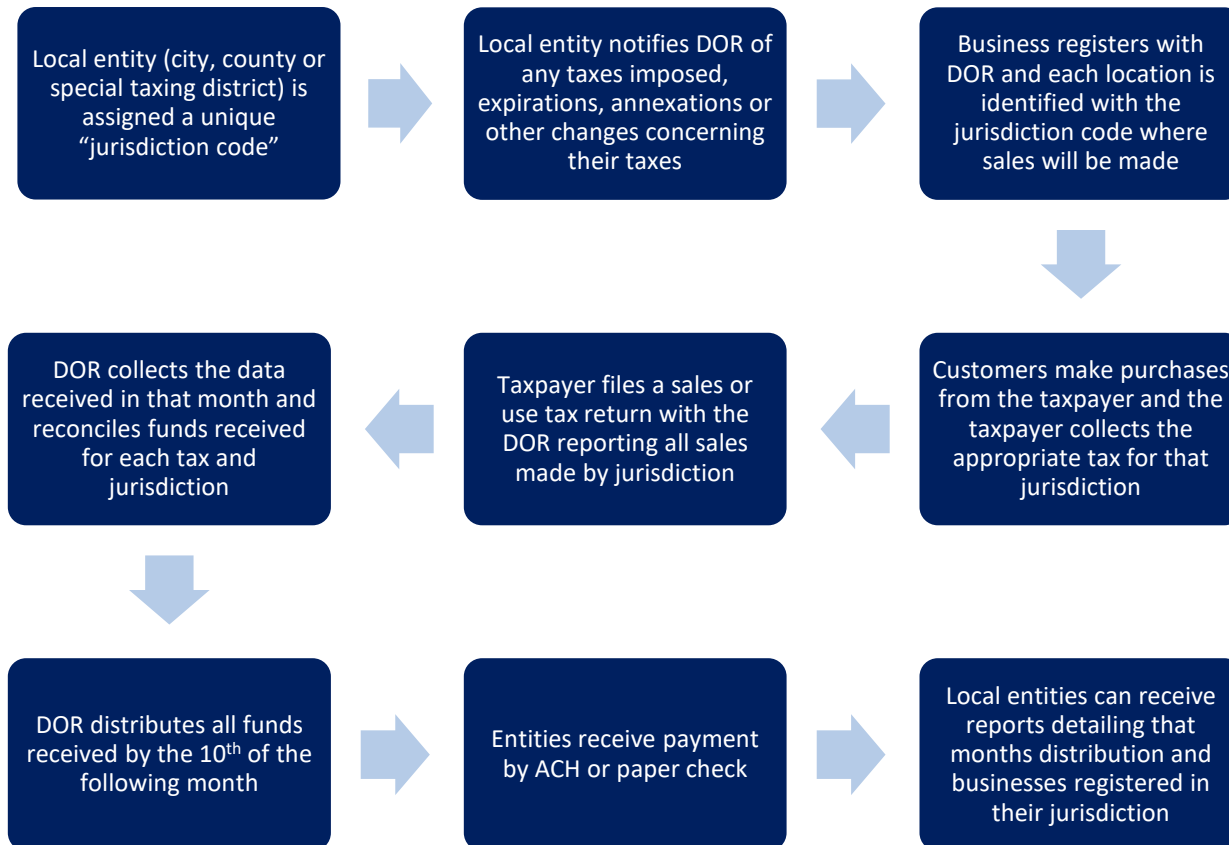 Local entity (city, county or
special taxing district) is
assigned a unique
“jurisdiction code”
Local entity notifies DOR of
any taxes imposed,
expirations, annexations or
other changes concerning
their taxes
Business registers with
DOR and each location is
identified with the
jurisdiction code where
sales will be made
Customers make purchases
from the taxpayer and the
taxpayer collects the
appropriate tax for that
jurisdiction
Taxpayer files a sales or
use tax return with the
DOR reporting all sales
made by jurisdiction
DOR collects the data
received in that month and
reconciles funds received
for each tax and
jurisdiction
DOR distributes all funds
received by the 10th of the
following month
Entities receive payment
by ACH or paper check
Local entities can receive
reports detailing that
months distribution and
businesses registered in
their jurisdiction